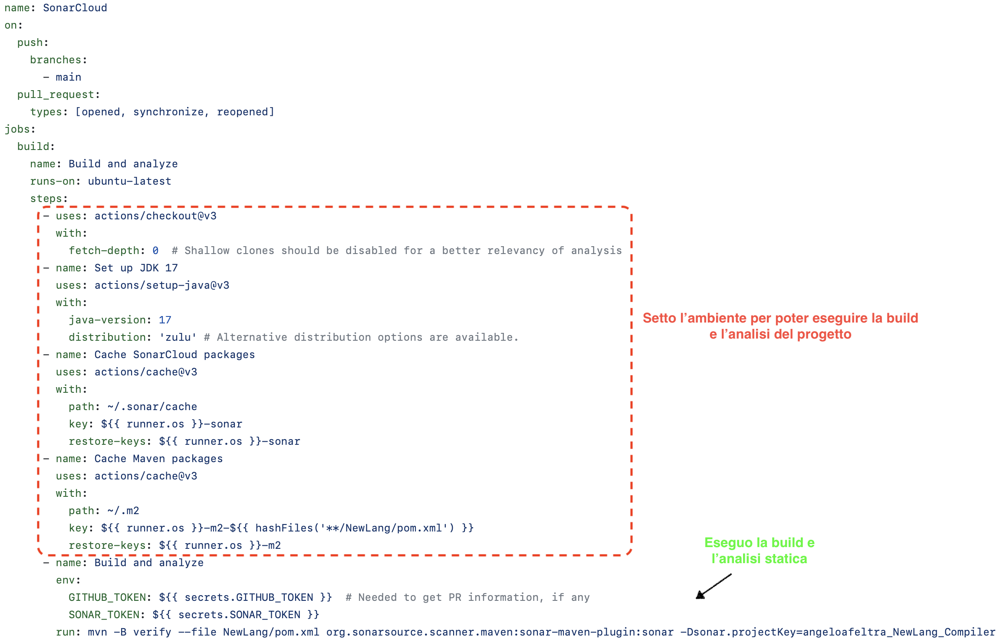 name: SonarCloud
on:
  push:
    branches:
      - main
  pull_request:
    types: [opened, synchronize, reopened]
jobs:
  build:
    name: Build and analyze
    runs-on: ubuntu-latest
    steps:
      - uses: actions/checkout@v3
        with:
          fetch-depth: 0  # Shallow clones should be disabled for a better relevancy of analysis
      - name: Set up JDK 17
        uses: actions/setup-java@v3
        with:
          java-version: 17
          distribution: 'zulu' # Alternative distribution options are available.
      - name: Cache SonarCloud packages
        uses: actions/cache@v3
        with:
          path: ~/.sonar/cache
          key: ${{ runner.os }}-sonar
          restore-keys: ${{ runner.os }}-sonar
      - name: Cache Maven packages
        uses: actions/cache@v3
        with:
          path: ~/.m2
          key: ${{ runner.os }}-m2-${{ hashFiles('**/NewLang/pom.xml') }}
          restore-keys: ${{ runner.os }}-m2
      - name: Build and analyze
        env:
          GITHUB_TOKEN: ${{ secrets.GITHUB_TOKEN }}  # Needed to get PR information, if any
          SONAR_TOKEN: ${{ secrets.SONAR_TOKEN }}
        run: mvn -B verify --file NewLang/pom.xml org.sonarsource.scanner.maven:sonar-maven-plugin:sonar -Dsonar.projectKey=angeloafeltra_NewLang_Compiler
Setto l’ambiente per poter eseguire la build
e l’analisi del progetto
Eseguo la build e
l’analisi statica